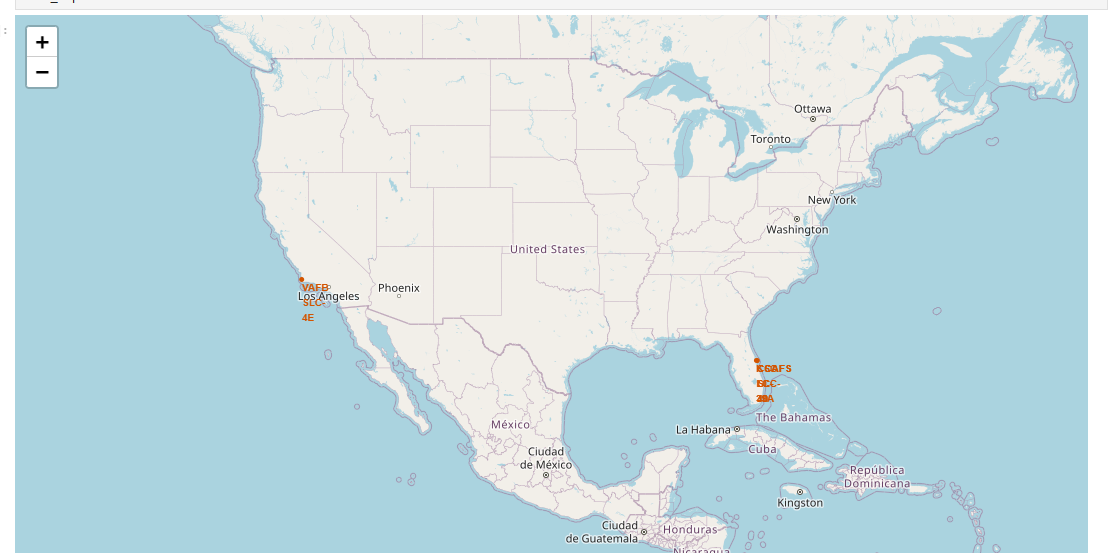 +
−
Ottawa
Toronto
New York
Washington
United States
VAFB
Los Angeles
SLC-
4E
Phoenix
The Bahamas
México
La Habana
Cuba
Ciudad
de México
República
Dominicana
Kingston
Ciudad
de Guatemala
Honduras
Nicaragua